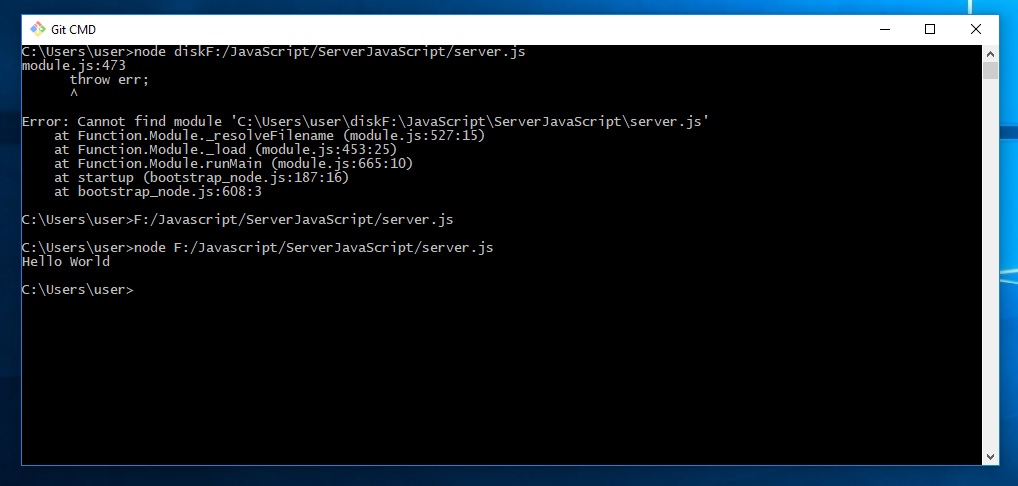 Git CMD
C:\Users\user>node diskF:/JavaScript/ServerJavaScript/server.js
module.js:473
      throw err;
      ^
Error: Cannot find module 'C:\Users\user\diskF:\JavaScript\ServerJavaScript\server.js'
    at Function.Module._resolveFilename (module.js:527:15)
    at Function.Module._load (module.js:453:25)
    at Function.Module.runMain (module.js:665:10)
    at startup (bootstrap_node.js:187:16)
    at bootstrap_node.js:608:3
C:\Users\user>F:/Javascript/ServerJavaScript/server.js
C:\Users\user>node F:/Javascript/ServerJavaScript/server.js
Hello World
C:\Users\user>